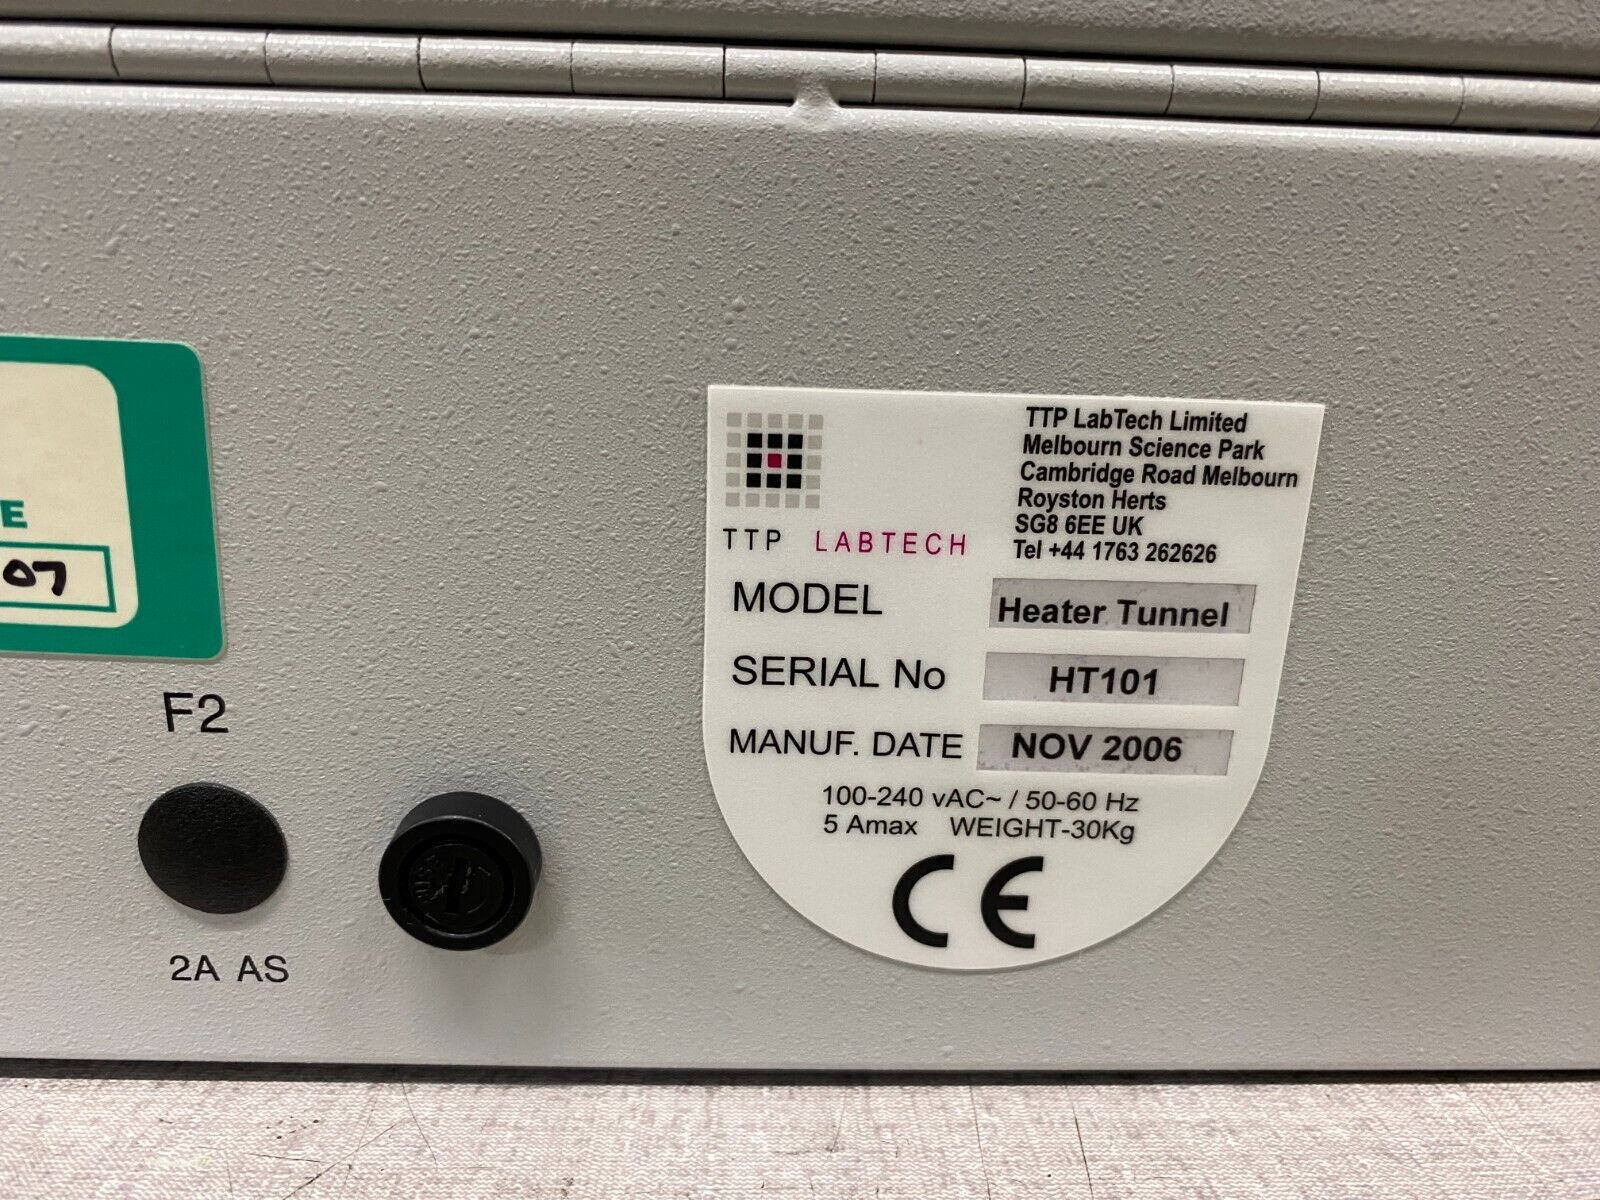 E
07
F2
2A AS
TTP LABTECH
TTP LabTech Limited
Melbourn Science Park
Cambridge Road Melbourn
Royston Herts
SG8 6EE UK
Tel +44 1763 262626
MODEL Heater Tunnel
SERIAL No HT101
MANUF. DATE NOV 2006
100-240 vAC~ / 50-60 Hz
5 Amax WEIGHT-30Kg
CE